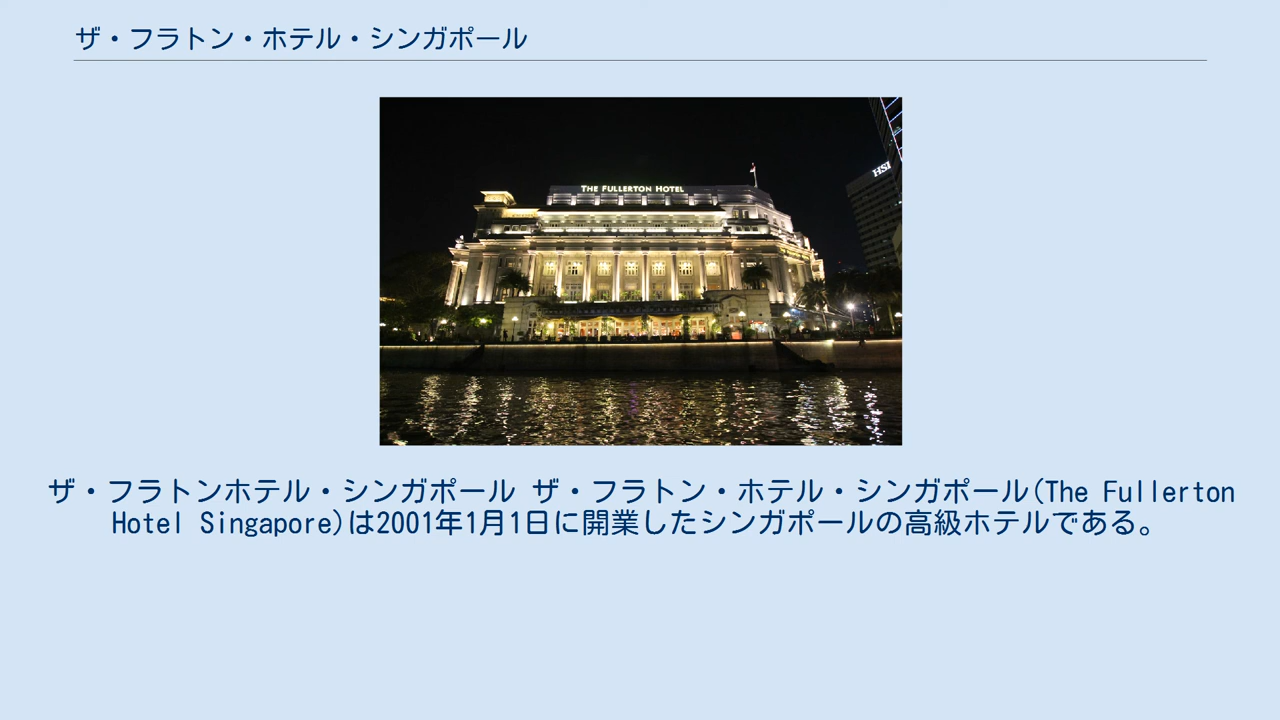 ザ・フラトン・ホテル・シンガポール
THE FULLERTON HOTEL
HSI
ザ・フラトンホテル・シンガポール ザ・フラトン・ホテル・シンガポール(The Fullerton
Hotel Singapore)は2001年1月1日に開業したシンガポールの高級ホテルである。